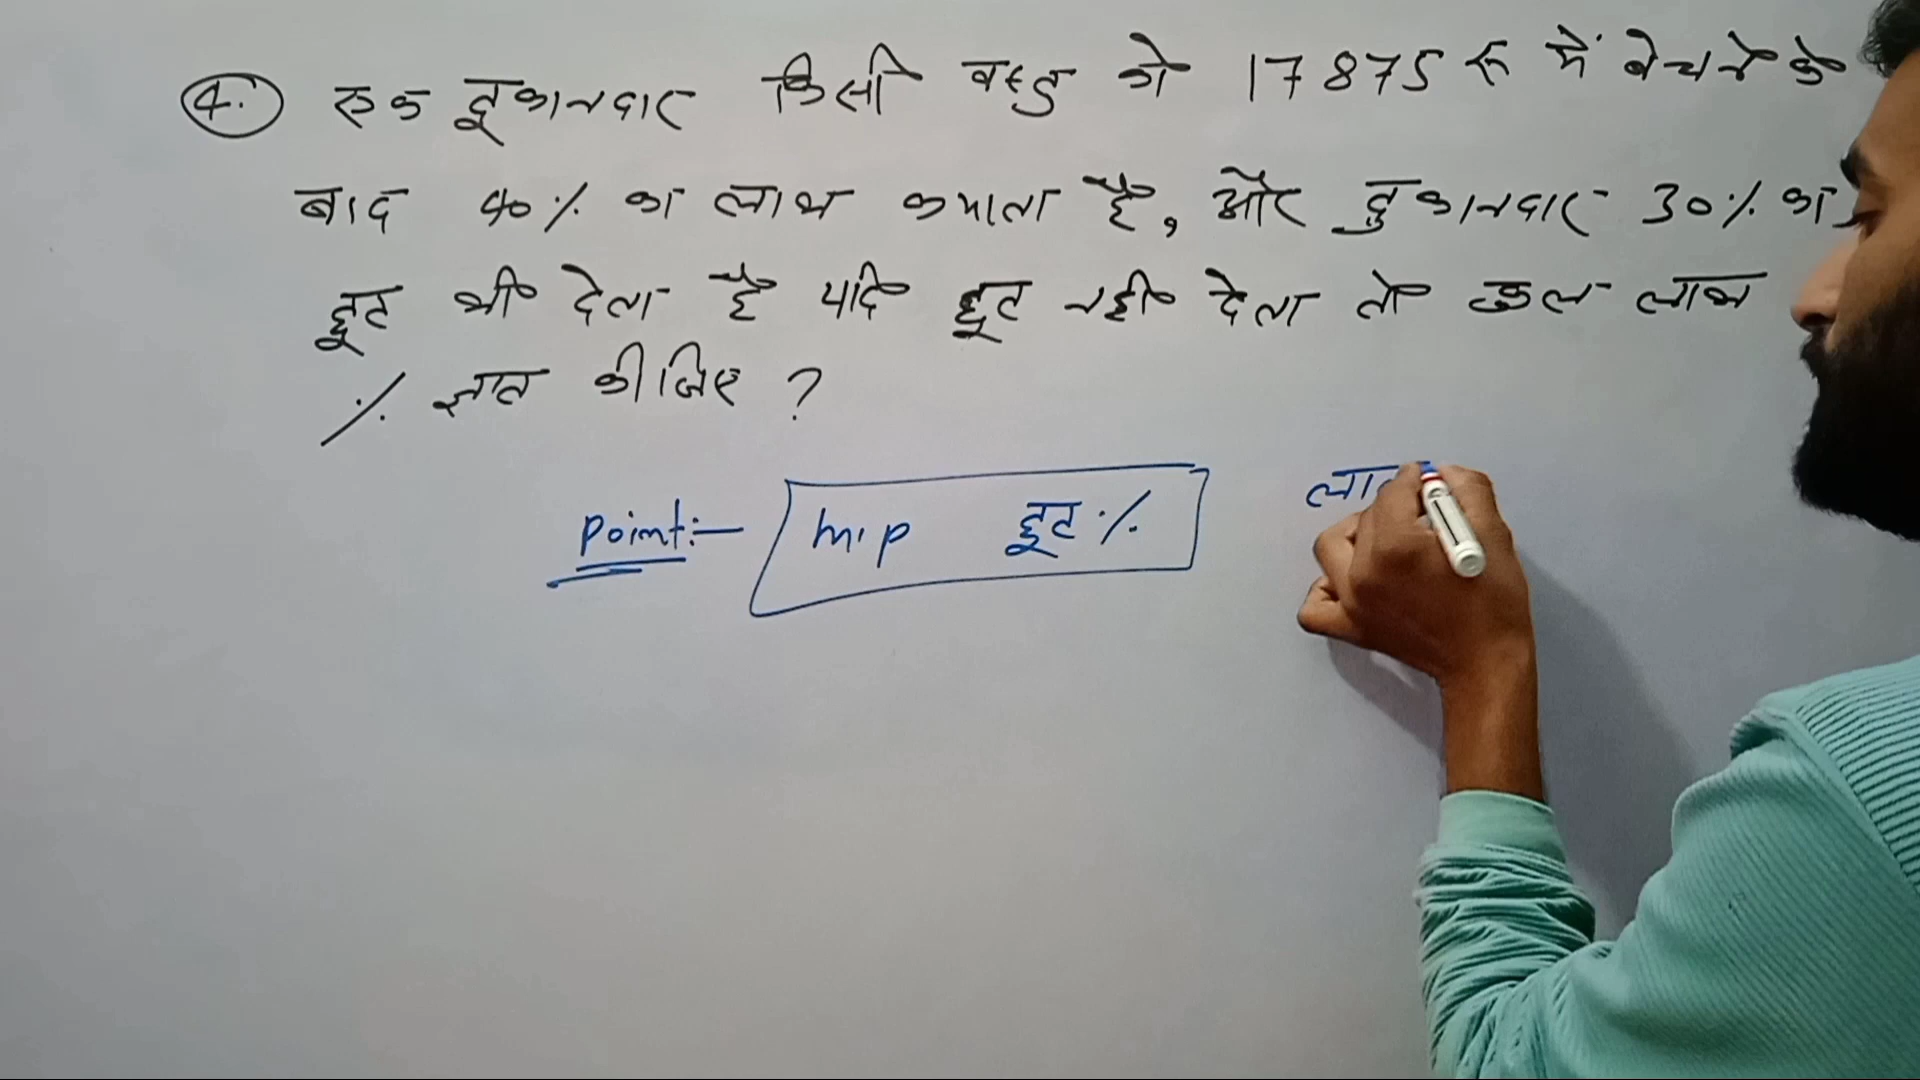 4. एक दूकानदार किसी वस्तु को 17875 रू में बेचने के
बाद 40% का लाभ कमाता है, और दुकानदार 30% का
छूट भी देता है यदि छूट नही देता तो कुल लाभ
% ज्ञात कीजिए ?
Point:- m.p छूट %